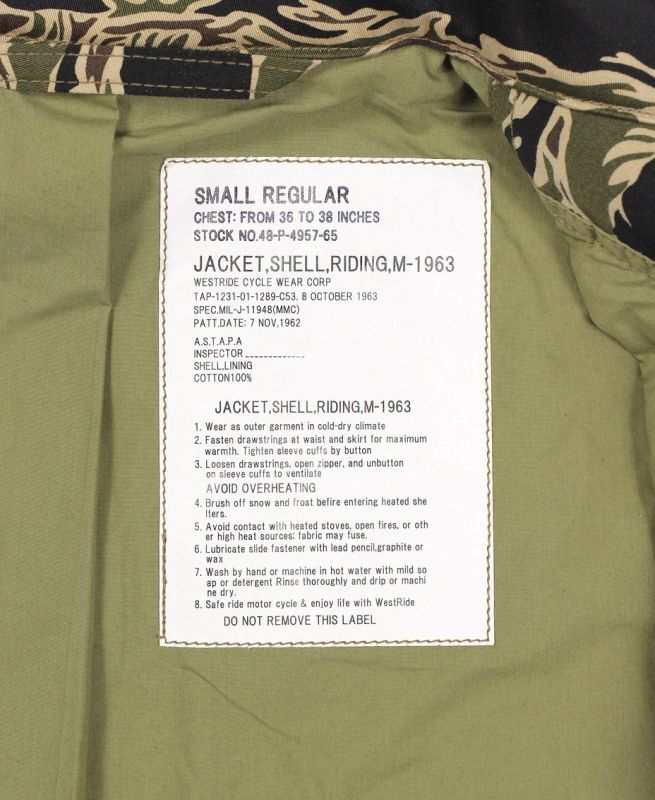 SMALL REGULAR
CHEST: FROM 36 TO 38 INCHES
STOCK NO.48-P-4957-65
JACKET,SHELL,RIDING,M-1963
WESTRIDE CYCLE WEAR CORP
TAP-1231-01-1289-C53. 8 OCTOBER 1963
SPEC.MIL-J-11948(MMC)
PATT.DATE: 7 NOV,1962
A.S.T.A.P.A
INSPECTOR_____________
SHELL,LINING
COTTON100%
JACKET,SHELL,RIDING,M-1963
1. Wear as outer garment in cold-dry climate
2. Fasten drawstrings at waist and skirt for maximum
warmth. Tighten sleeve cuffs by button
3. Loosen drawstrings, open zipper, and unbutton
on sleeve cuffs to ventilate
AVOID OVERHEATING
4. Brush off snow and frost befire entering heated she
lters.
5. Avoid contact with heated stoves, open fires, or oth
er high heat sources: fabric may fuse.
6. Lubricate slide fastener with lead pencil,graphite or
wax
7. Wash by hand or machine in hot water with mild so
ap or detergent Rinse thoroughly and drip or machi
ne dry.
8. Safe ride motor cycle & enjoy life with WestRide
DO NOT REMOVE THIS LABEL